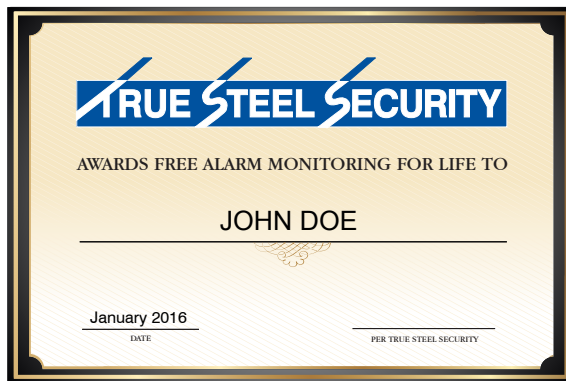 TRUE STEEL SECURITY
AWARDS FREE ALARM MONITORING FOR LIFE TO
JOHN DOE
January 2016
DATE
PER TRUE STEEL SECURITY